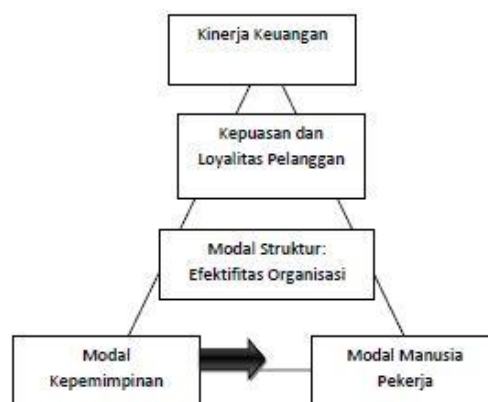 Kinerja Keuangan
Kepuasan dan
Loyalitas Pelanggan
Modal Struktur:
Efektifitas Organisasi
Modal
Kepemimpinan
Modal Manusia
Pekerja